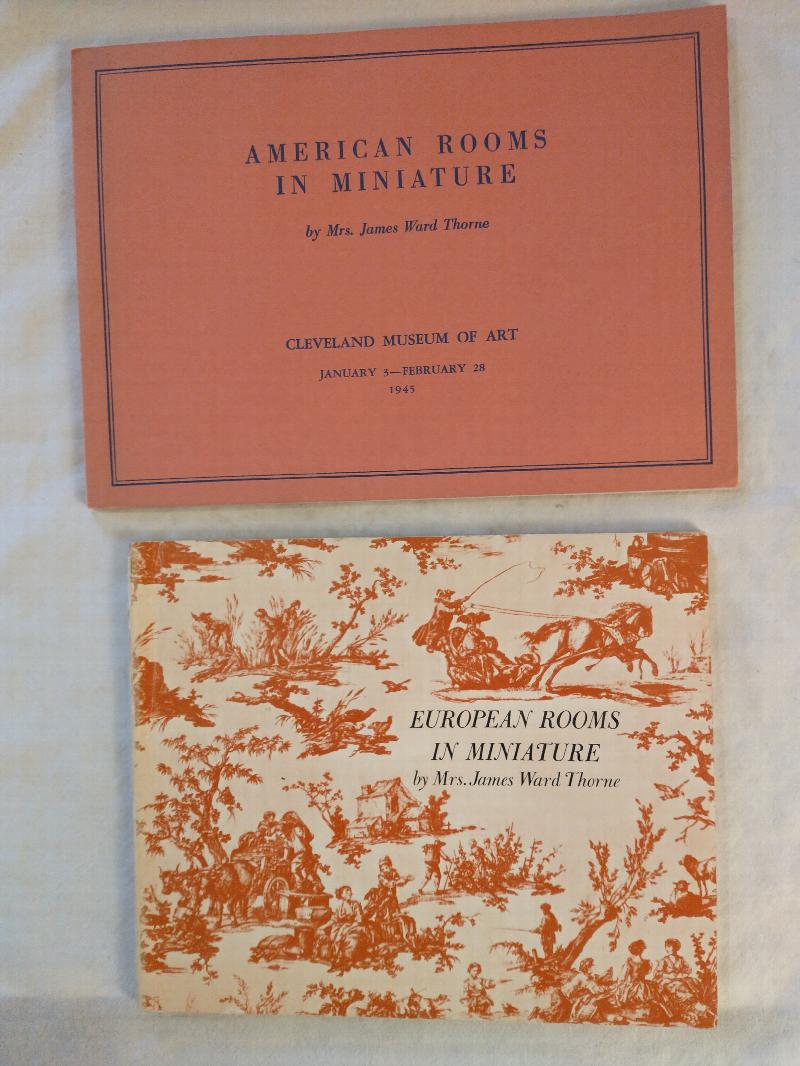 AMERICAN ROOMS
IN MINIATURE
by Mrs. James Ward Thorne
CLEVELAND MUSEUM OF ART
JANUARY 3—FEBRUARY 28
1945
EUROPEAN ROOMS
IN MINIATURE
by Mrs. James Ward Thorne